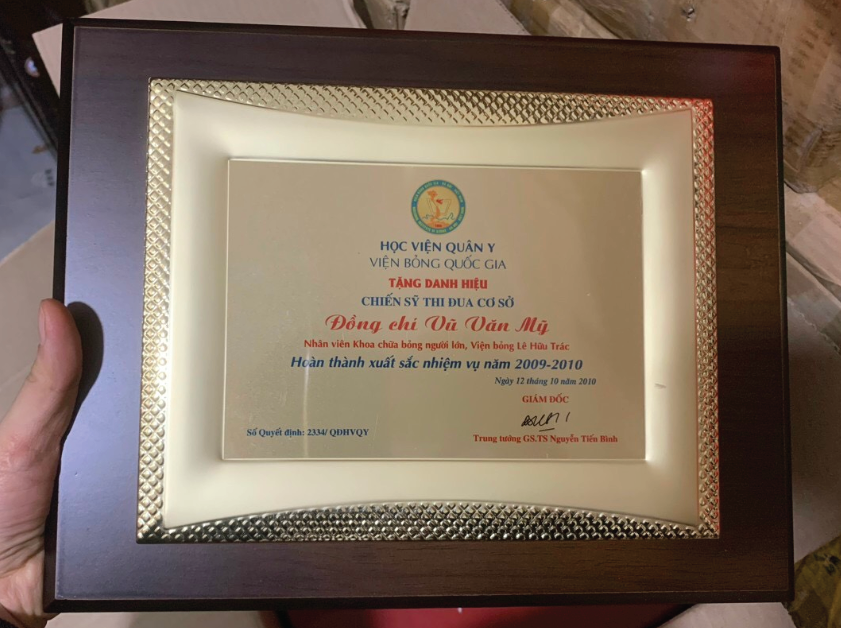 HỌC VIỆN QUÂN Y
VIỆN BỎNG QUỐC GIA
TẶNG DANH HIỆU
CHIẾN SỸ THI ĐUA CƠ SỞ
Đồng chí Vũ Văn Mỹ
Nhân viên Khoa chữa bỏng người lớn, Viện bỏng Lê Hữu Trác
Hoàn thành xuất sắc nhiệm vụ năm 2009-2010
Ngày 12 tháng 10 năm 2010
GIÁM ĐỐC
Số Quyết định: 2334/ QĐHVQY
Trung tướng GS.TS Nguyễn Tiến Bình